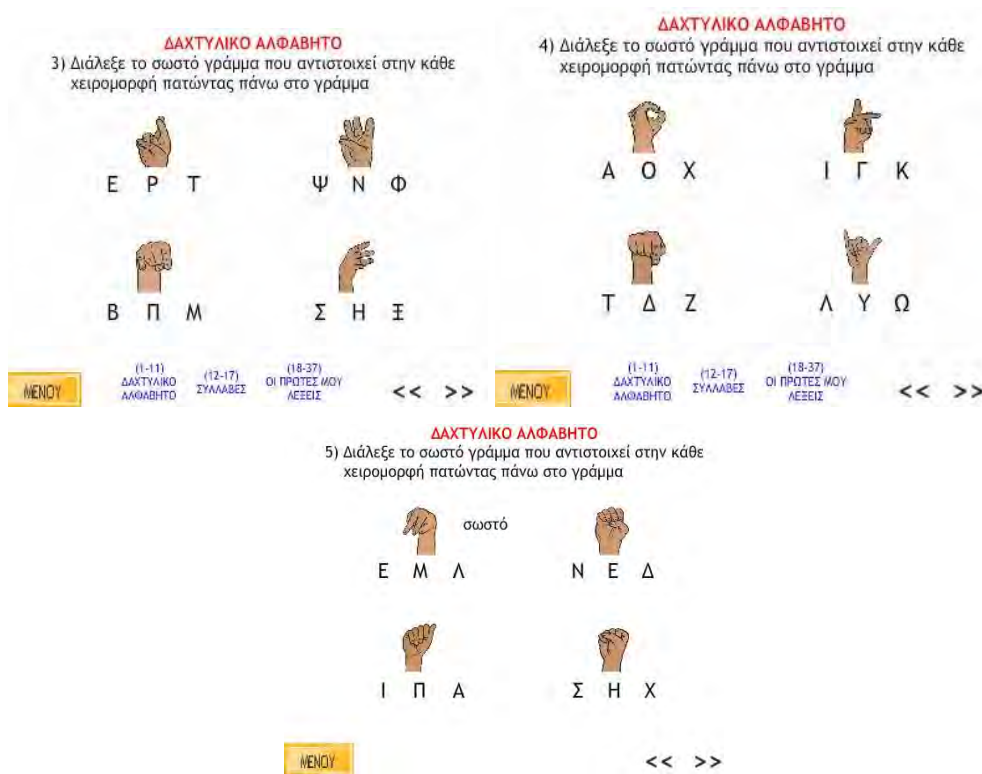 ΔΑΧΤΥΛΙΚΟ ΑΛΦΑΒΗΤΟ
3) Διάλεξε το σωστό γράμμα που αντιστοιχεί στην κάθε
χειρομορφή πατώντας πάνω στο γράμμα
Ε Ρ Τ
Ψ Ν Φ
Β Π Μ
Σ Η Ξ
ΜΕΝΟΥ
(1-11)
ΔΑΧΤΥΛΙΚΟ
ΑΛΦΑΒΗΤΟ
(12-17)
ΣΥΛΛΑΒΕΣ
(18-37)
ΟΙ ΠΡΩΤΕΣ ΜΟΥ
ΛΕΞΕΙΣ
<< >>
ΔΑΧΤΥΛΙΚΟ ΑΛΦΑΒΗΤΟ
4) Διάλεξε το σωστό γράμμα που αντιστοιχεί στην κάθε
χειρομορφή πατώντας πάνω στο γράμμα
Α Ο Χ
Ι Γ Κ
Τ Δ Ζ
Λ Υ Ω
ΜΕΝΟΥ
(1-11)
ΔΑΧΤΥΛΙΚΟ
ΑΛΦΑΒΗΤΟ
(12-17)
ΣΥΛΛΑΒΕΣ
(18-37)
ΟΙ ΠΡΩΤΕΣ ΜΟΥ
ΛΕΞΕΙΣ
<< >>
ΔΑΧΤΥΛΙΚΟ ΑΛΦΑΒΗΤΟ
5) Διάλεξε το σωστό γράμμα που αντιστοιχεί στην κάθε
χειρομορφή πατώντας πάνω στο γράμμα
σωστό
Ε Μ Λ
Ν Ε Δ
Ι Π Α
Σ Η Χ
ΜΕΝΟΥ
<< >>